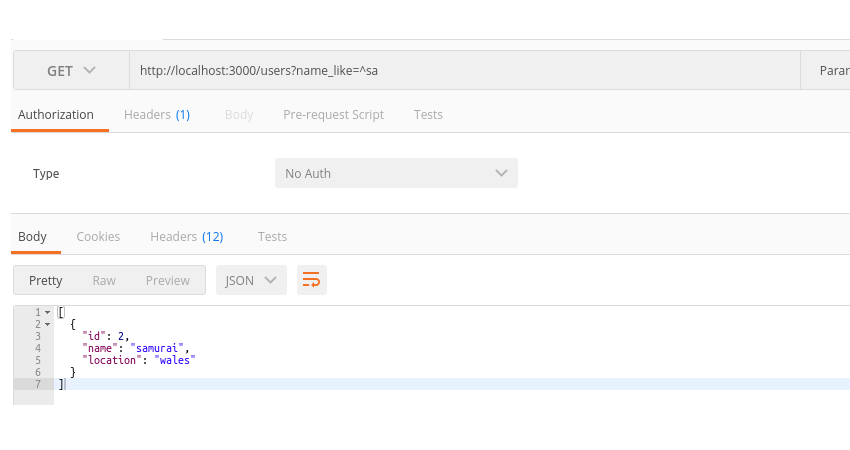 GET http://localhost:3000/users?name_like=^sa
Authorization Headers (1) Body Pre-request Script Tests
Type No Auth
Body Cookies Headers (12) Tests
Pretty Raw Preview JSON
1 [
2 {
3 "id": 2,
4 "name": "samurai",
5 "location": "wales"
6 }
7 ]